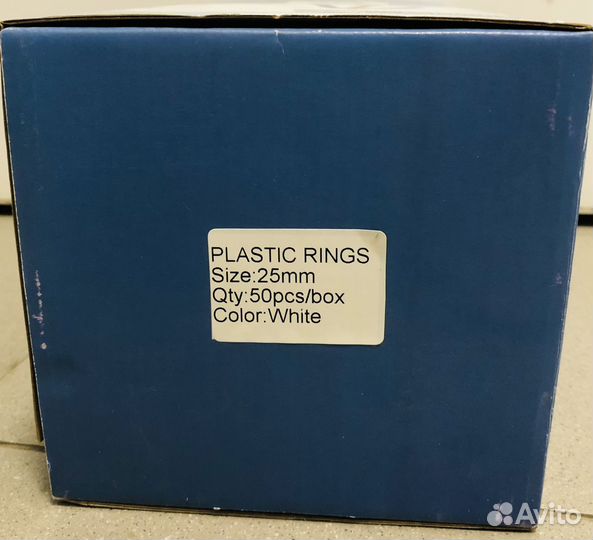 PLASTIC RINGS
Size:25mm
Qty:50pcs/box
Color:White
Avito